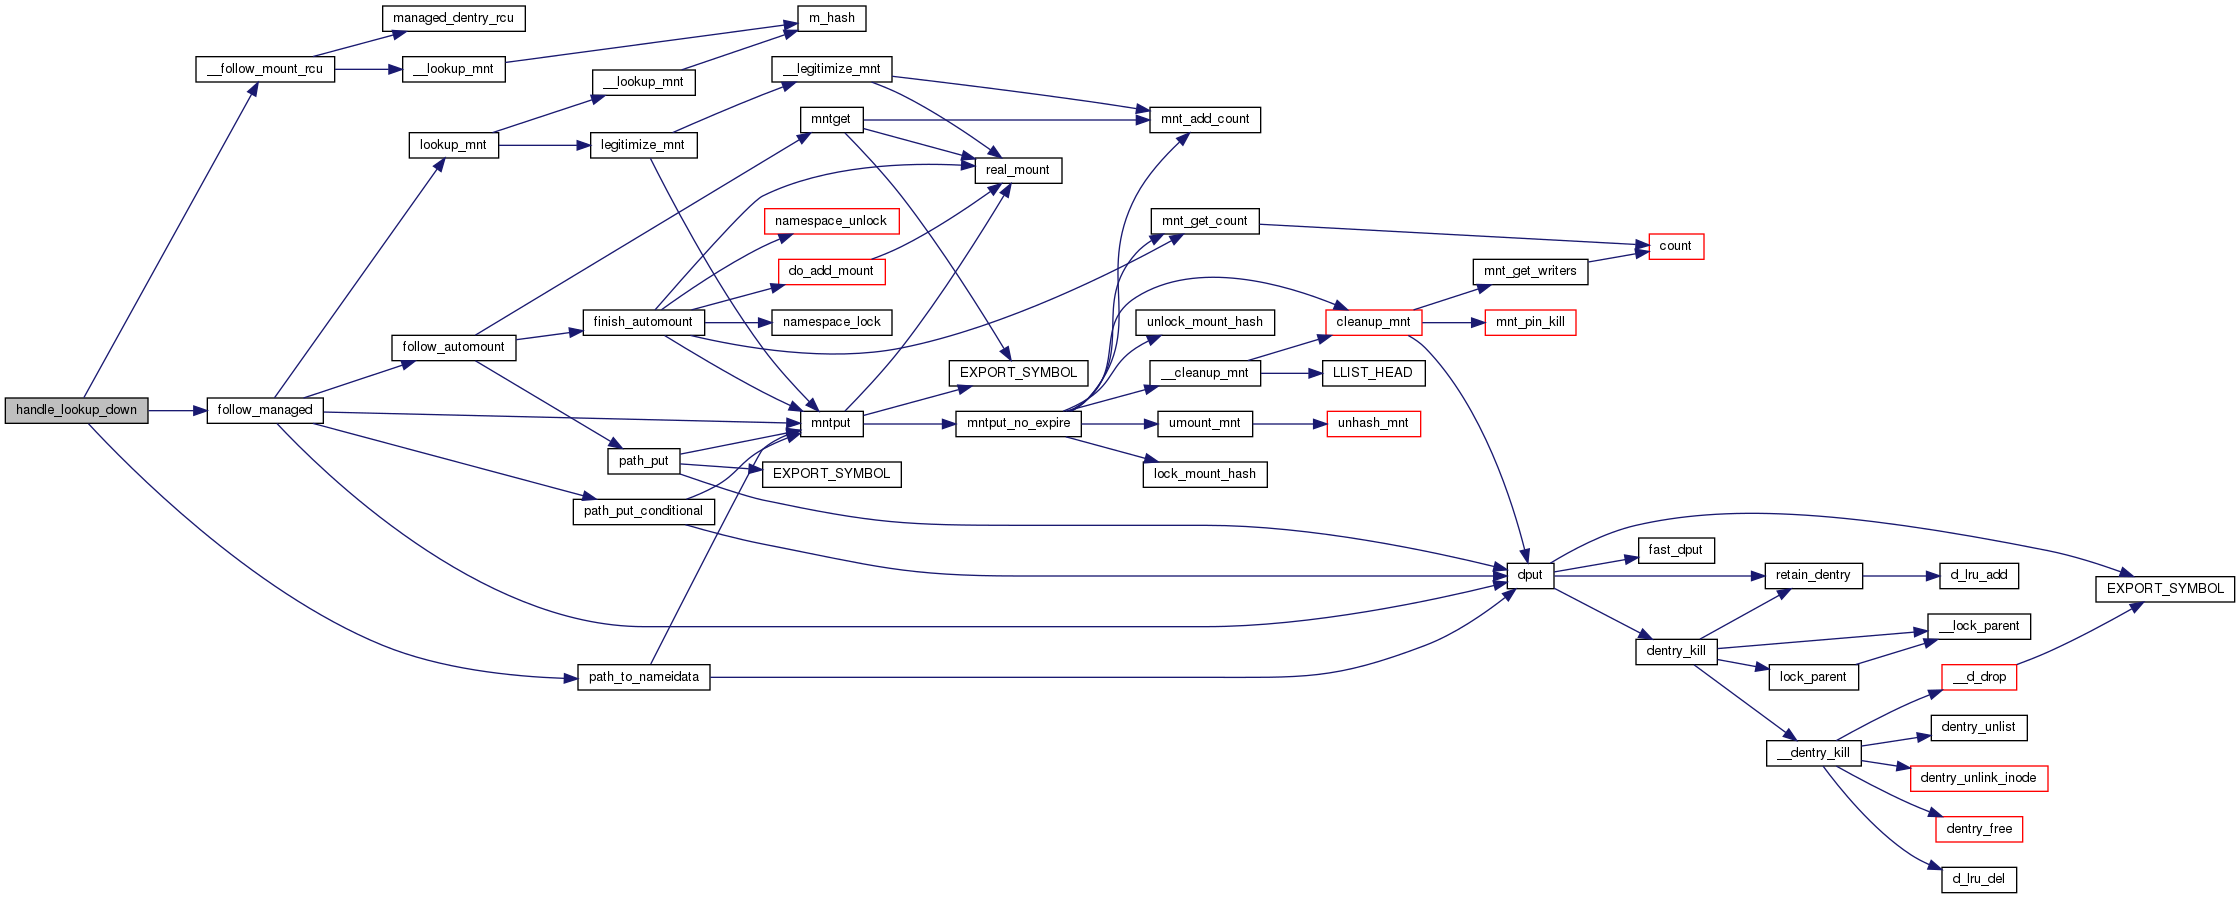 handle_lookup_down
__follow_mount_rcu
follow_managed
path_to_nameidata
managed_dentry_rcu
__lookup_mnt
lookup_mnt
follow_automount
__lookup_mnt
legitimize_mnt
finish_automount
path_put
path_put_conditional
m_hash
__legitimize_mnt
mntget
namespace_unlock
do_add_mount
namespace_lock
mntput
EXPORT_SYMBOL
real_mount
EXPORT_SYMBOL
mntput_no_expire
mnt_add_count
mnt_get_count
unlock_mount_hash
__cleanup_mnt
umount_mnt
lock_mount_hash
cleanup_mnt
LLIST_HEAD
unhash_mnt
mnt_get_writers
mnt_pin_kill
dput
count
fast_dput
dentry_kill
retain_dentry
lock_parent
__dentry_kill
d_lru_add
__lock_parent
__d_drop
dentry_unlist
dentry_unlink_inode
dentry_free
d_lru_del
EXPORT_SYMBOL